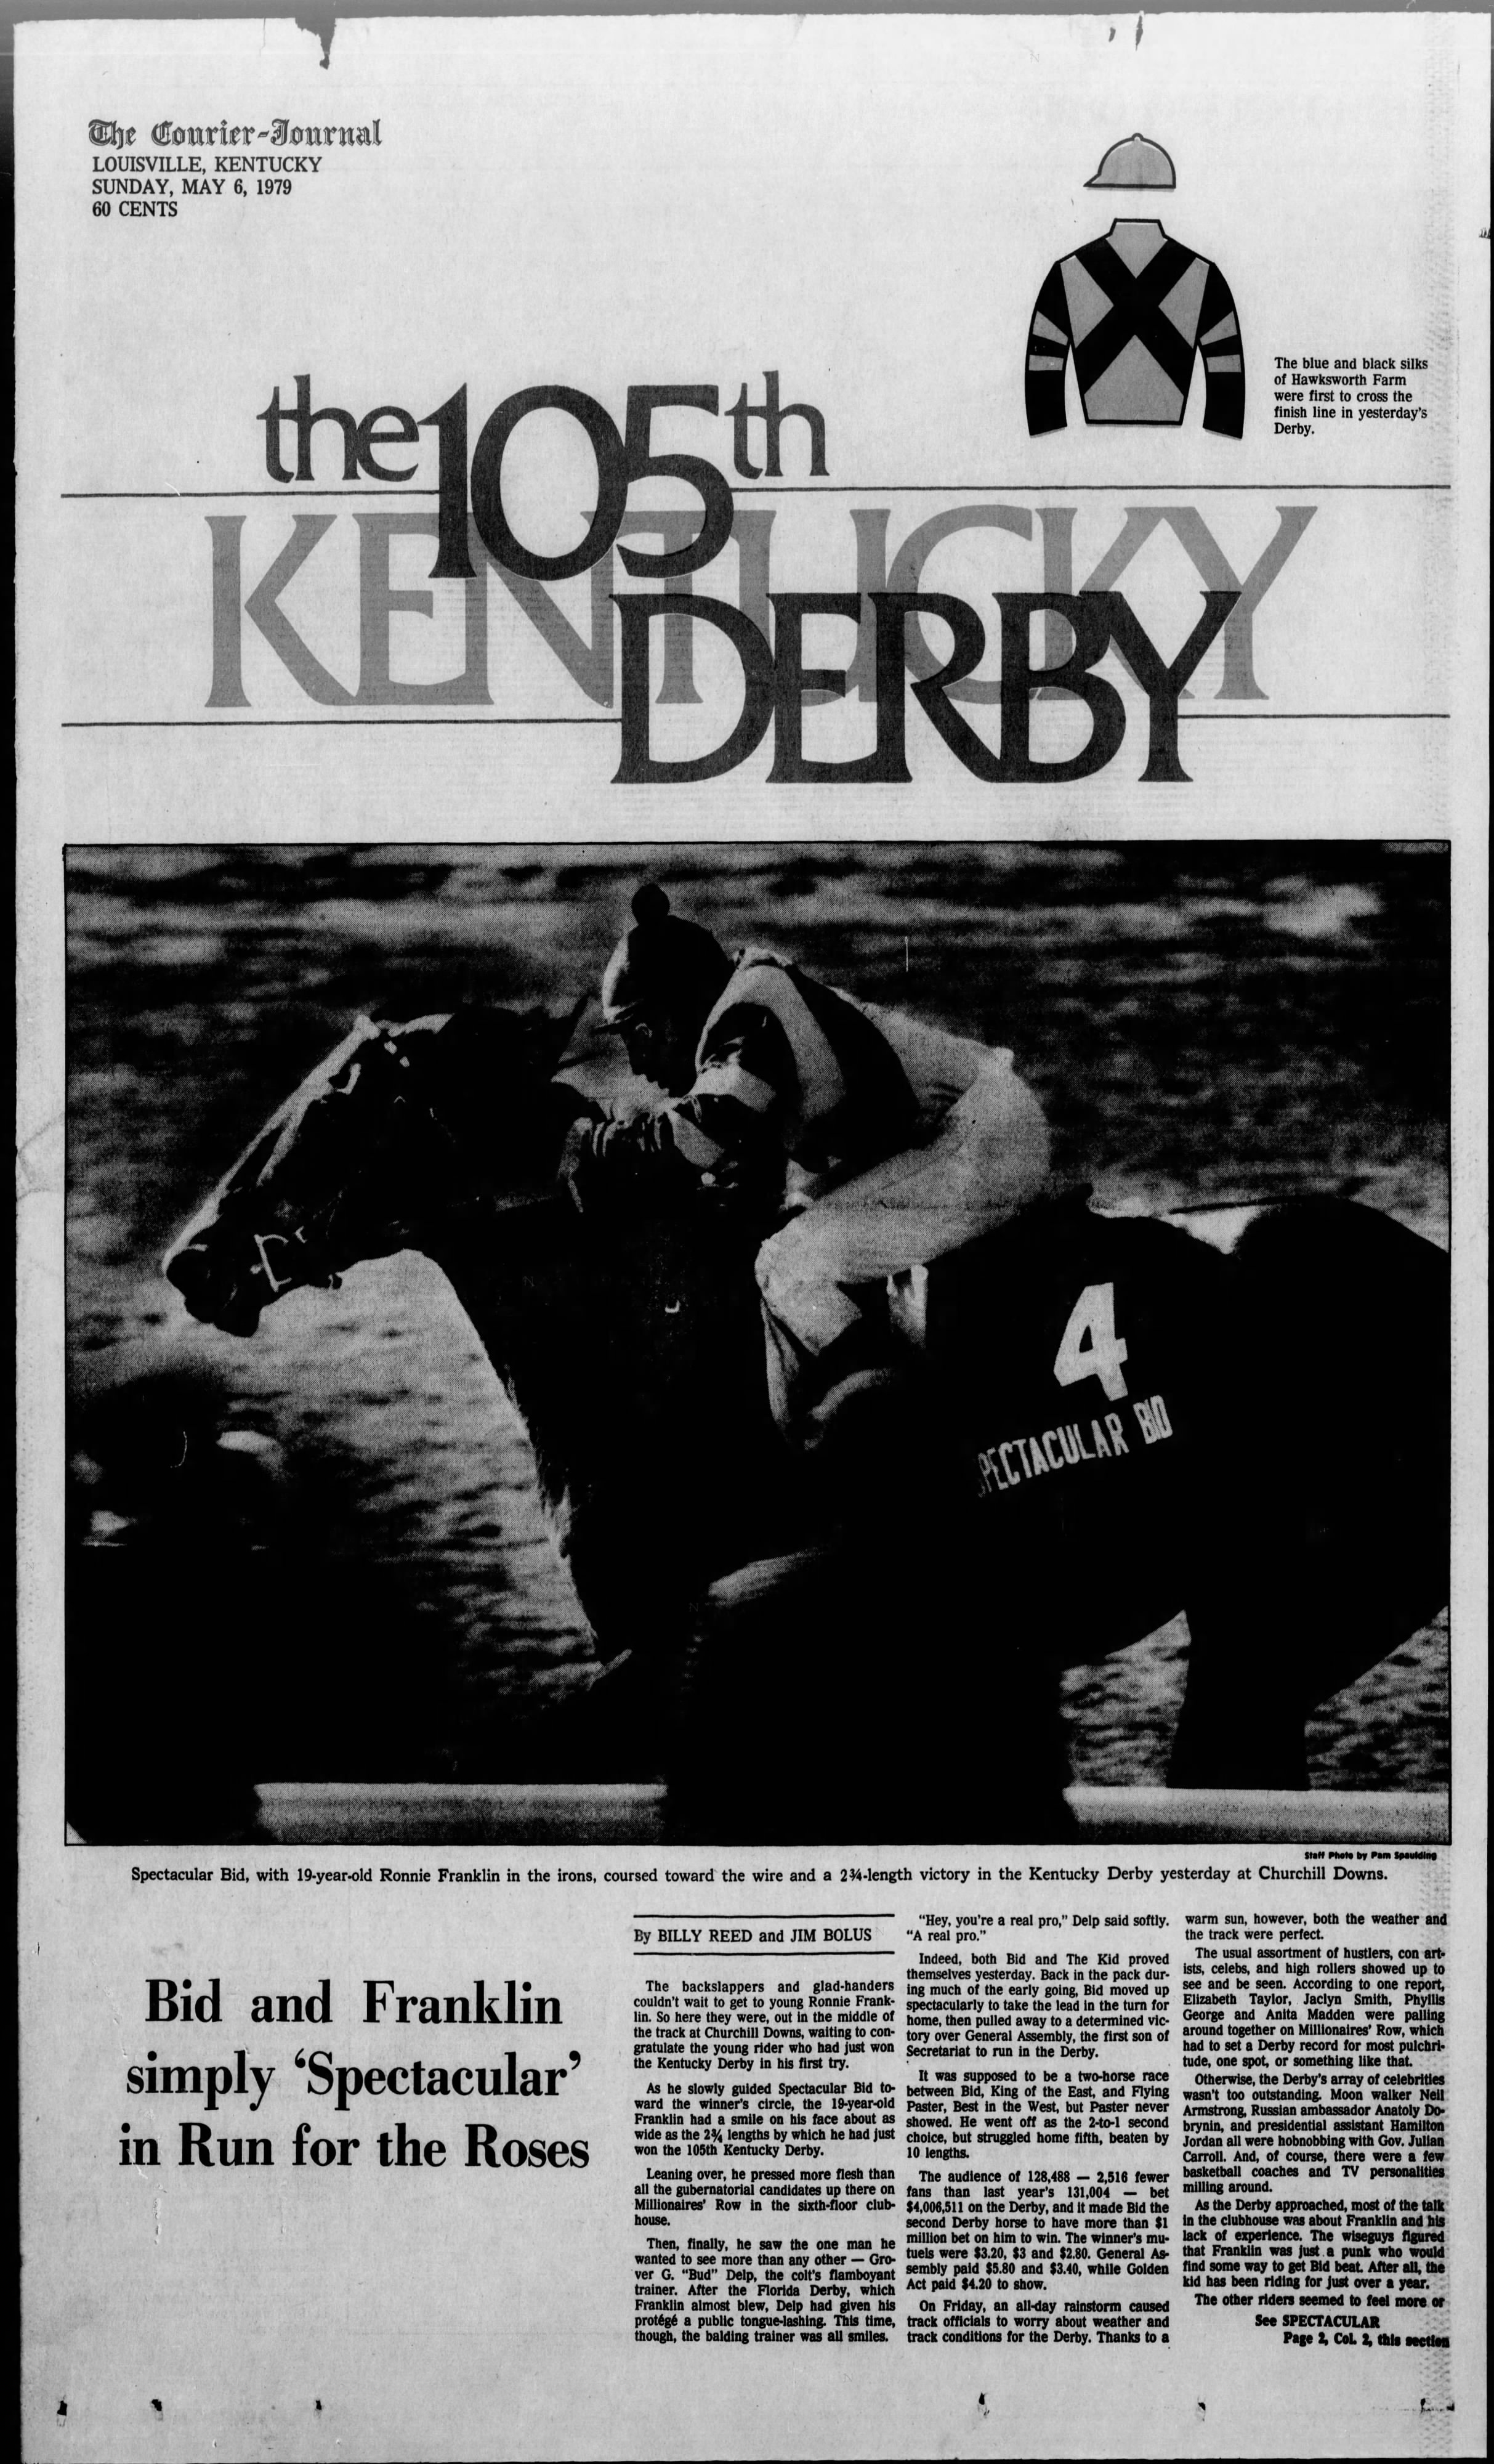 The Courier-Journal
LOUISVILLE, KENTUCKY
SUNDAY, MAY 6, 1979
60 CENTS
The blue and black silks
of Hawksworth Farm
were first to cross the
finish line in yesterday's
Derby.
the 105th
KENTUCKY
DERBY
4
PECTACULAR BID
Staff Photo by Pam Spaulding
Spectacular Bid, with 19-year-old Ronnie Franklin in the irons, coursed toward the wire and a 2¾-length victory in the Kentucky Derby yesterday at Churchill Downs.
Bid and Franklin
simply ‘Spectacular’
in Run for the Roses
By BILLY REED and JIM BOLUS
The backslappers and glad-handers
couldn't wait to get to young Ronnie Frank-
lin. So here they were, out in the middle of
the track at Churchill Downs, waiting to con-
gratulate the young rider who had just won
the Kentucky Derby in his first try.
As he slowly guided Spectacular Bid to-
ward the winner's circle, the 19-year-old
Franklin had a smile on his face about as
wide as the 2¾ lengths by which he had just
won the 105th Kentucky Derby.
Leaning over, he pressed more flesh than
all the gubernatorial candidates up there on
Millionaires' Row in the sixth-floor club-
house.
Then, finally, he saw the one man he
wanted to see more than any other — Gro-
ver G. "Bud" Delp, the colt's flamboyant
trainer. After the Florida Derby, which
Franklin almost blew, Delp had given his
protégé a public tongue-lashing. This time,
though, the balding trainer was all smiles.
"Hey, you're a real pro," Delp said softly.
"A real pro."
Indeed, both Bid and The Kid proved
themselves yesterday. Back in the pack dur-
ing much of the early going, Bid moved up
spectacularly to take the lead in the turn for
home, then pulled away to a determined vic-
tory over General Assembly, the first son of
Secretariat to run in the Derby.
It was supposed to be a two-horse race
between Bid, King of the East, and Flying
Paster, Best in the West, but Paster never
showed. He went off as the 2-to-1 second
choice, but struggled home fifth, beaten by
10 lengths.
The audience of 128,488 — 2,516 fewer
fans than last year's 131,004 — bet
$4,006,511 on the Derby, and it made Bid the
second Derby horse to have more than $1
million bet on him to win. The winner's mu-
tuels were $3.20, $3 and $2.80. General As-
sembly paid $5.80 and $3.40, while Golden
Act paid $4.20 to show.
On Friday, an all-day rainstorm caused
track officials to worry about weather and
track conditions for the Derby. Thanks to a
warm sun, however, both the weather and
the track were perfect.
The usual assortment of hustlers, con art-
ists, celebs, and high rollers showed up to
see and be seen. According to one report,
Elizabeth Taylor, Jaclyn Smith, Phyllis
George and Anita Madden were palling
around together on Millionaires' Row, which
had to set a Derby record for most pulchri-
tude, one spot, or something like that.
Otherwise, the Derby's array of celebrities
wasn't too outstanding. Moon walker Neil
Armstrong, Russian ambassador Anatoly Do-
brynin, and presidential assistant Hamilton
Jordan all were hobnobbing with Gov. Julian
Carroll. And, of course, there were a few
basketball coaches and TV personalities
milling around.
As the Derby approached, most of the talk
in the clubhouse was about Franklin and his
lack of experience. The wiseguys figured
that Franklin was just a punk who would
find some way to get Bid beat. After all, the
kid has been riding for just over a year.
The other riders seemed to feel more or
See SPECTACULAR
Page 2, Col. 2, this section